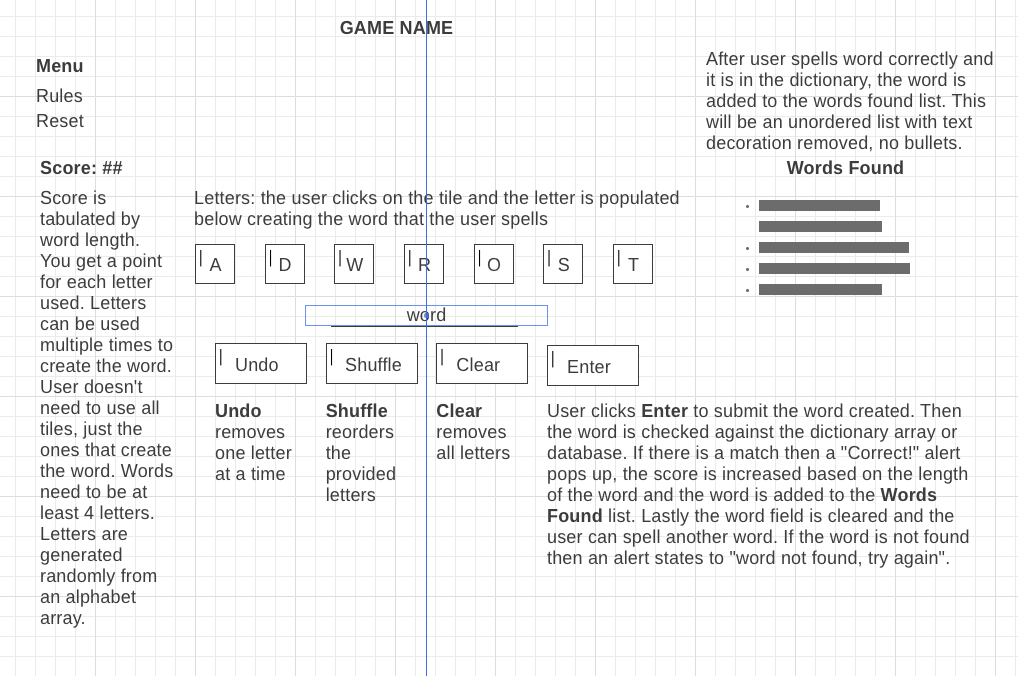 GAME NAME
Menu
Rules
Reset
After user spells word correctly and
it is in the dictionary, the word is
added to the words found list. This
will be an unordered list with text
decoration removed, no bullets.
Score: ##
Words Found
Score is
tabulated by
word length.
You get a point
for each letter
used. Letters
can be used
multiple times to
create the word.
User doesn't
need to use all
tiles, just the
ones that create
the word. Words
need to be at
least 4 letters.
Letters are
generated
randomly from
an alphabet
array.
Letters: the user clicks on the tile and the letter is populated
below creating the word that the user spells
A D W R O S T
word
Undo Shuffle Clear Enter
Undo
removes
one letter
at a time
Shuffle
reorders
the
provided
letters
Clear
removes
all letters
User clicks Enter to submit the word created. Then
the word is checked against the dictionary array or
database. If there is a match then a "Correct!" alert
pops up, the score is increased based on the length
of the word and the word is added to the Words
Found list. Lastly the word field is cleared and the
user can spell another word. If the word is not found
then an alert states to "word not found, try again".